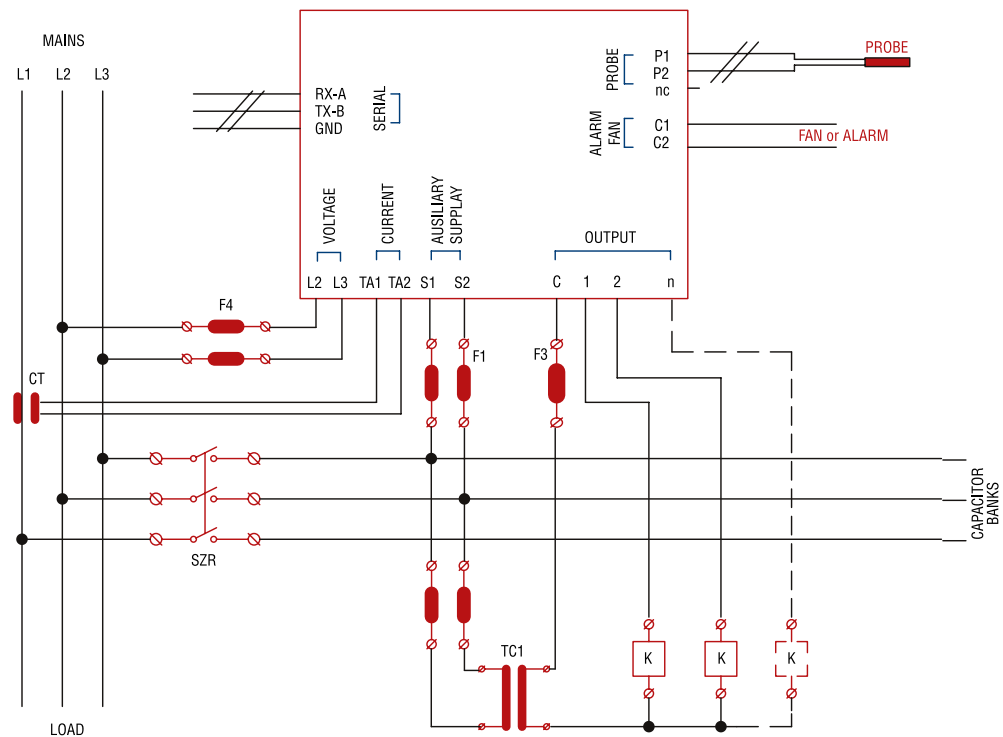 MAINS
L1 L2 L3
RX-A
TX-B
GND
SERIAL
PROBE
P1
P2
nc
PROBE
ALARM
FAN
C1
C2
FAN or ALARM
VOLTAGE
CURRENT
AUSILIARY
SUPPLAY
OUTPUT
L2 L3 TA1 TA2 S1 S2 C 1 2 n
F4
F1
F3
CT
SZR
CAPACITOR
BANKS
TC1
K K K
LOAD